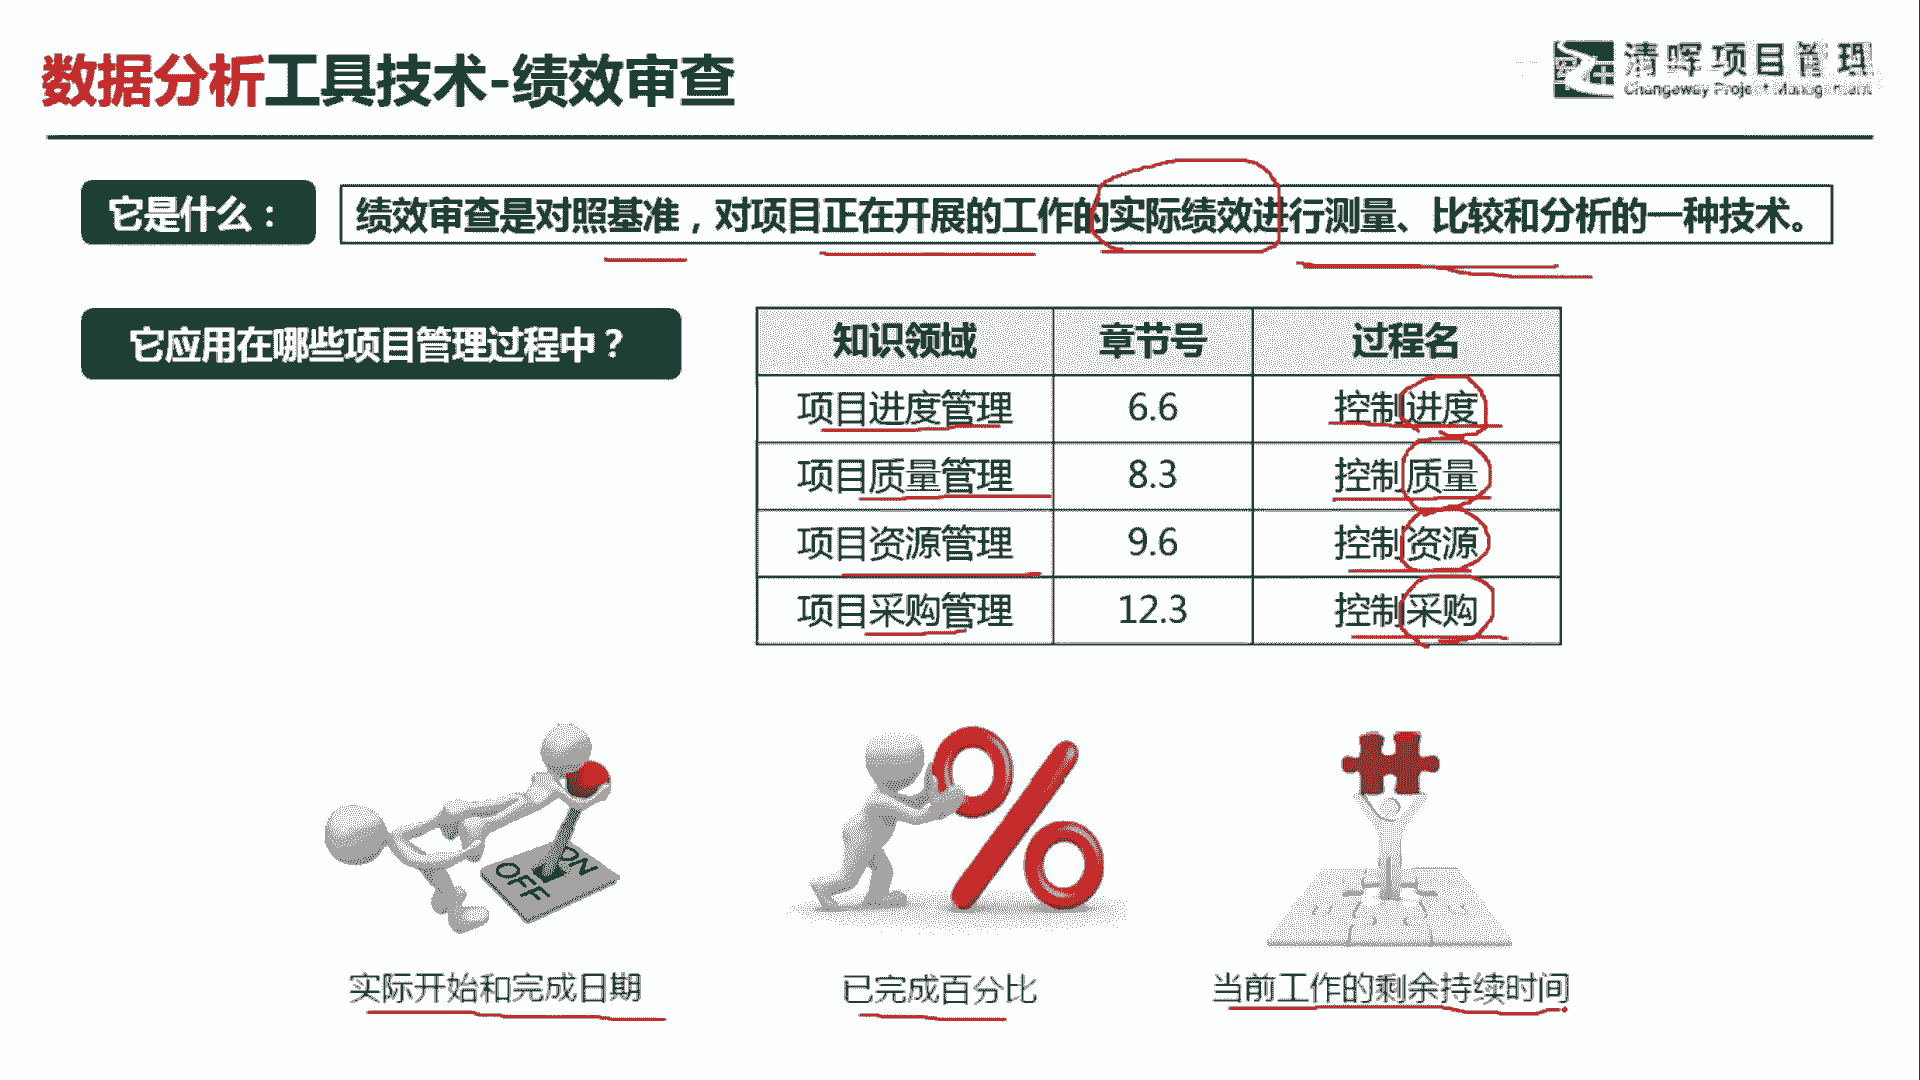 数据分析工具技术-绩效审查
清晖项目管理
Changeway Project Management
它是什么：
绩效审查是对照基准，对项目正在开展的工作的实际绩效进行测量、比较和分析的一种技术。
它应用在哪些项目管理过程中？
知识领域 章节号 过程名
项目进度管理 6.6 控制进度
项目质量管理 8.3 控制质量
项目资源管理 9.6 控制资源
项目采购管理 12.3 控制采购
ON
OFF
实际开始和完成日期
已完成百分比
当前工作的剩余持续时间